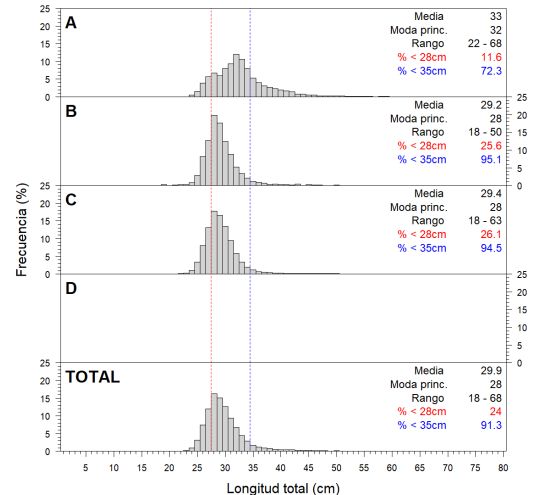 A
Media 33
Moda princ. 32
Rango 22 - 68
% < 28cm 11.6
% < 35cm 72.3
25
20
15
10
5
0
B
Media 29.2
Moda princ. 28
Rango 18 - 50
% < 28cm 25.6
% < 35cm 95.1
25
20
15
10
5
0
C
Media 29.4
Moda princ. 28
Rango 18 - 63
% < 28cm 26.1
% < 35cm 94.5
25
20
15
10
5
0
D
25
20
15
10
5
0
TOTAL
Media 29.9
Moda princ. 28
Rango 18 - 68
% < 28cm 24
% < 35cm 91.3
25
20
15
10
5
0
Frecuencia (%)
5 10 15 20 25 30 35 40 45 50 55 60 65 70 75 80
Longitud total (cm)